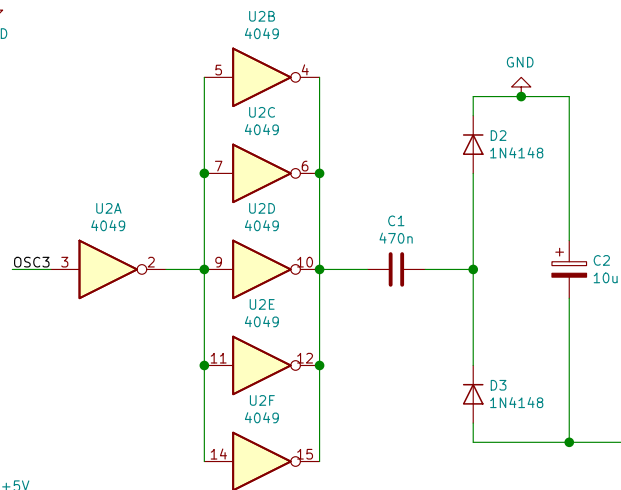 D
U2B
4049
5
4
GND
U2C
4049
D2
1N4148
7
6
U2A
4049
U2D
4049
C1
470n
OSC3
3
2
9
10
+
C2
10u
U2E
4049
11
12
D3
1N4148
U2F
4049
14
15
+5V